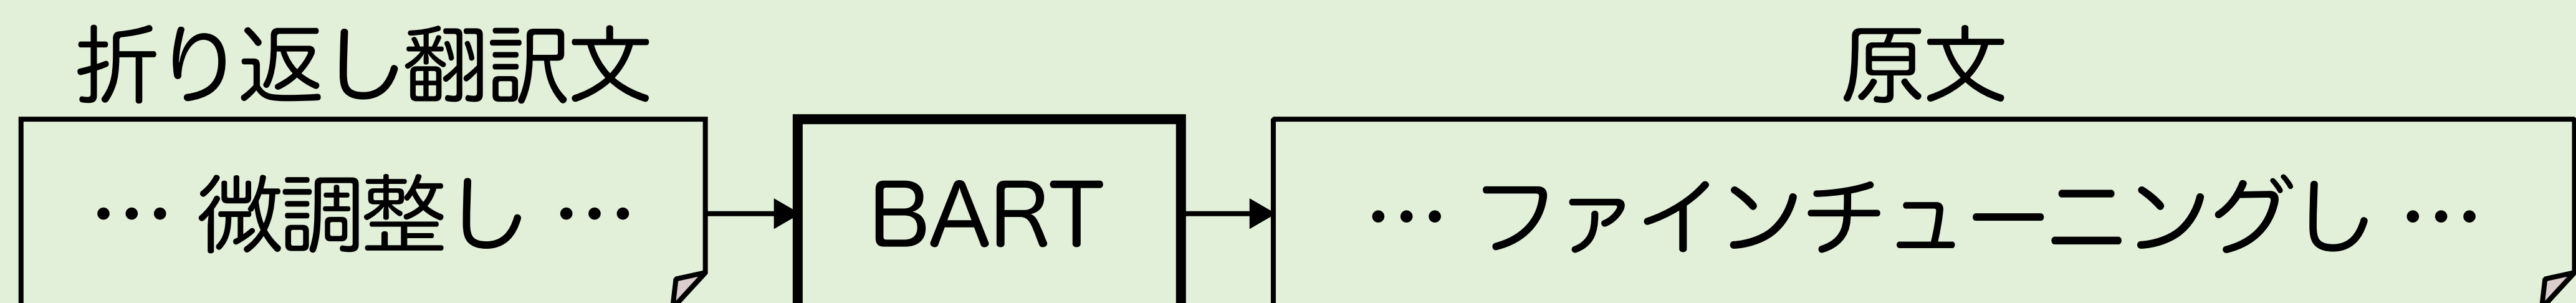 折り返し翻訳文
原文
… 微調整し …
BART
… ファインチューニングし …